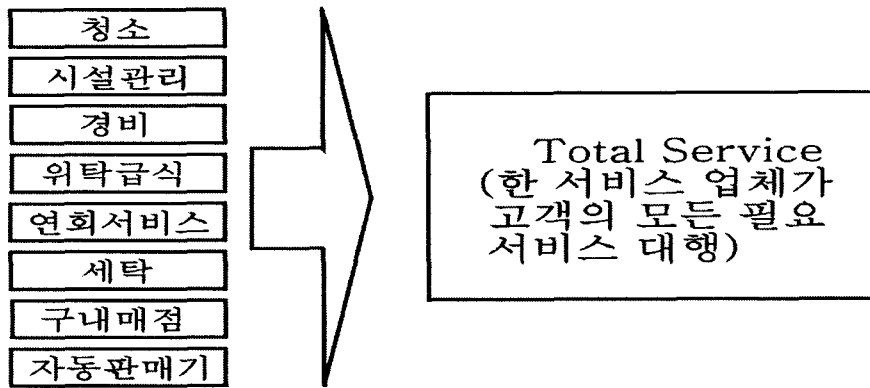 청소
시설관리
경비
위탁급식
연회서비스
세탁
구내매점
자동판매기
Total Service
(한 서비스 업체가
고객의 모든 필요
서비스 대행)